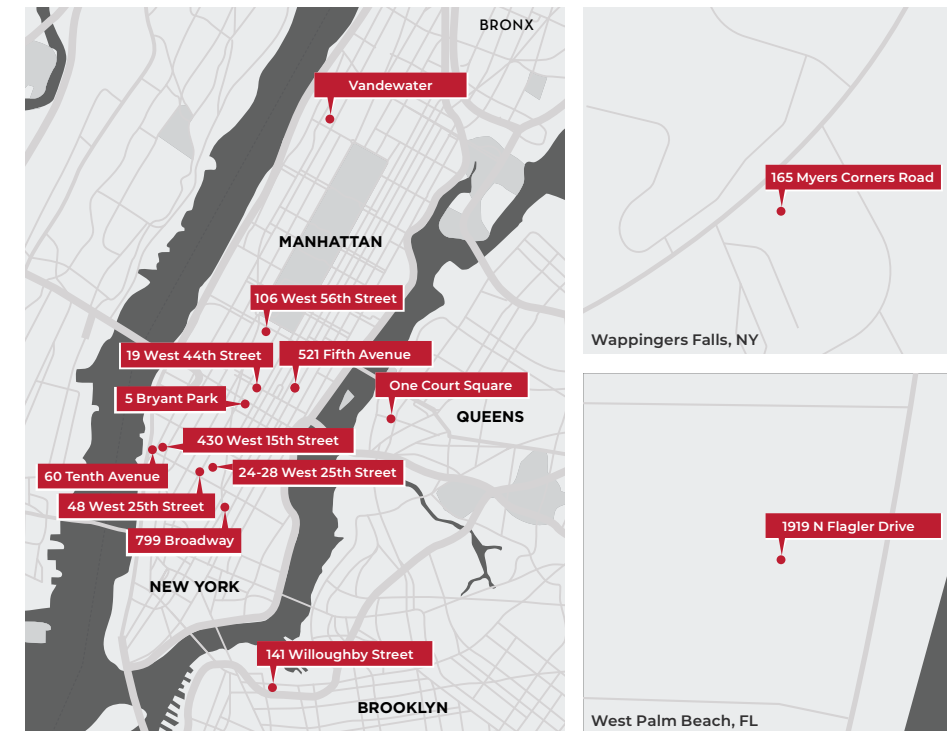 BRONX
Vandewater
MANHATTAN
106 West 56th Street
19 West 44th Street
521 Fifth Avenue
One Court Square
5 Bryant Park
QUEENS
430 West 15th Street
60 Tenth Avenue
24-28 West 25th Street
48 West 25th Street
799 Broadway
NEW YORK
141 Willoughby Street
BROOKLYN
165 Myers Corners Road
Wappingers Falls, NY
1919 N Flagler Drive
West Palm Beach, FL